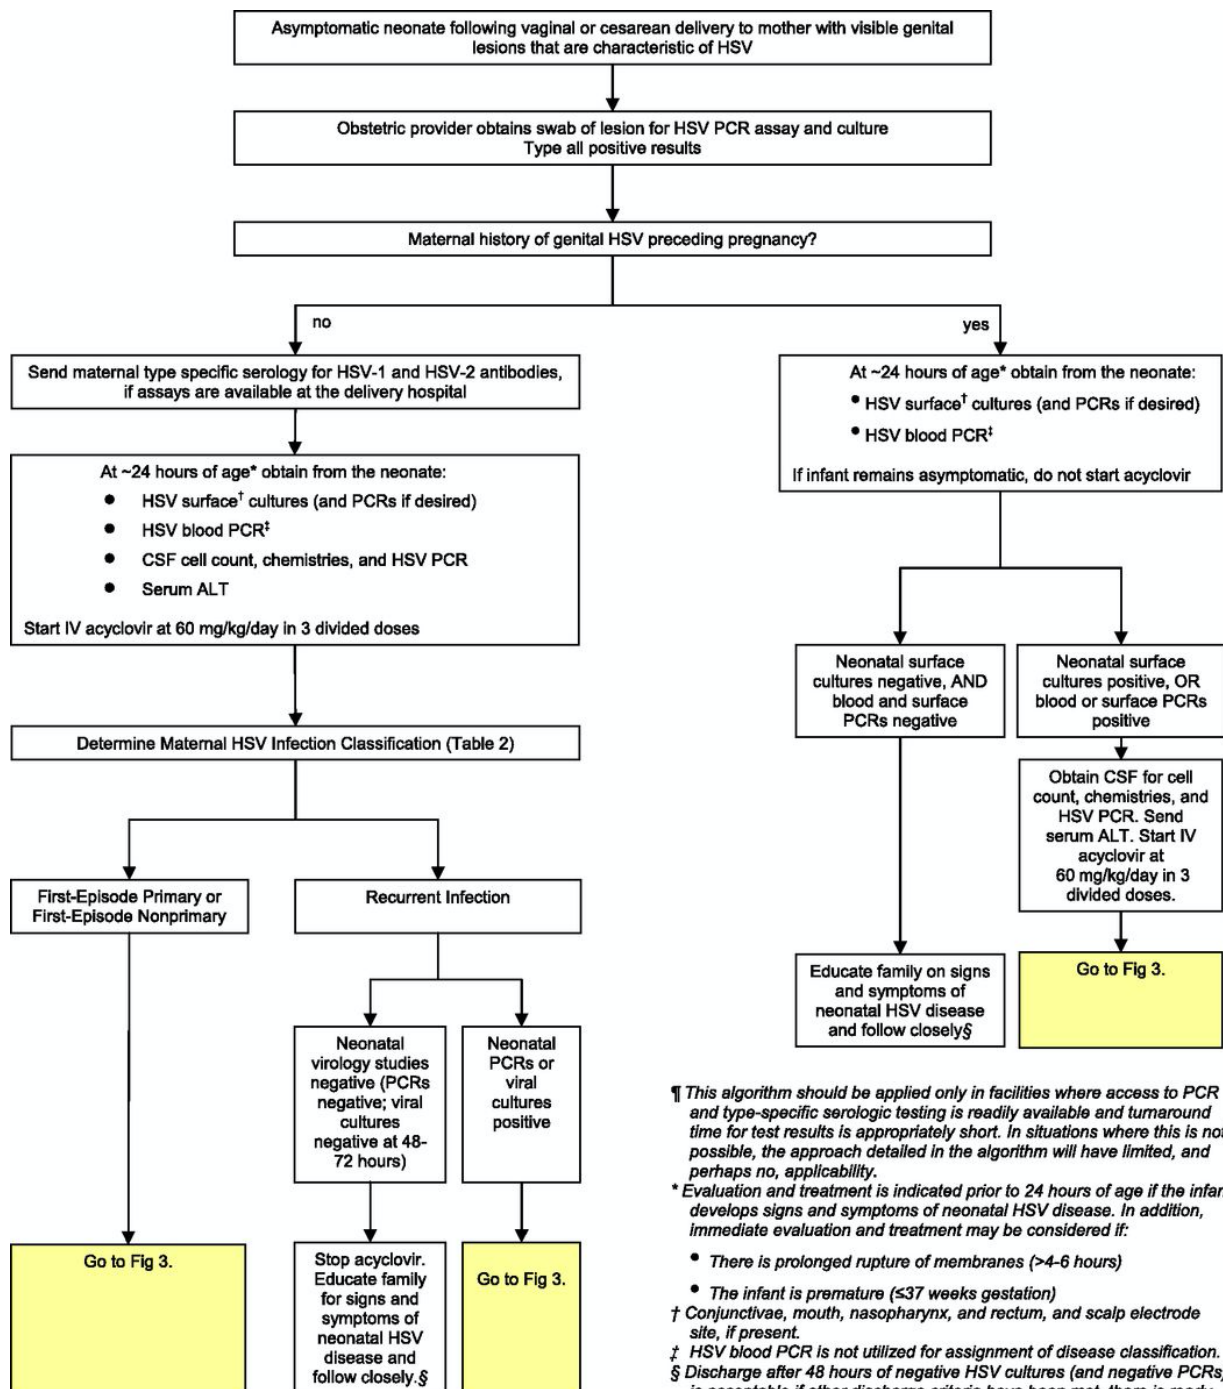 Asymptomatic neonate following vaginal or cesarean delivery to mother with visible genital
lesions that are characteristic of HSV
Obstetric provider obtains swab of lesion for HSV PCR assay and culture
Type all positive results
Maternal history of genital HSV preceding pregnancy?
no
yes
Send maternal type specific serology for HSV-1 and HSV-2 antibodies,
if assays are available at the delivery hospital
At ~24 hours of age* obtain from the neonate:
• HSV surface† cultures (and PCRs if desired)
• HSV blood PCR‡
• CSF cell count, chemistries, and HSV PCR
• Serum ALT
Start IV acyclovir at 60 mg/kg/day in 3 divided doses
Determine Maternal HSV Infection Classification (Table 2)
First-Episode Primary or
First-Episode Nonprimary
Recurrent Infection
Neonatal
virology studies
negative (PCRs
negative; viral
cultures
negative at 48-
72 hours)
Neonatal
PCRs or
viral
cultures
positive
Go to Fig 3.
Stop acyclovir.
Educate family
for signs and
symptoms of
neonatal HSV
disease and
follow closely.§
Go to Fig 3.
At ~24 hours of age* obtain from the neonate:
• HSV surface† cultures (and PCRs if desired)
• HSV blood PCR‡
If infant remains asymptomatic, do not start acyclovir
Neonatal surface
cultures negative, AND
blood and surface
PCRs negative
Neonatal surface
cultures positive, OR
blood or surface PCRs
positive
Obtain CSF for cell
count, chemistries, and
HSV PCR. Send
serum ALT. Start IV
acyclovir at
60 mg/kg/day in 3
divided doses.
Educate family on signs
and symptoms of
neonatal HSV disease
and follow closely§
Go to Fig 3.
¶ This algorithm should be applied only in facilities where access to PCR
and type-specific serologic testing is readily available and turnaround
time for test results is appropriately short. In situations where this is not
possible, the approach detailed in the algorithm will have limited, and
perhaps no, applicability.
* Evaluation and treatment is indicated prior to 24 hours of age if the infan
develops signs and symptoms of neonatal HSV disease. In addition,
immediate evaluation and treatment may be considered if:
• There is prolonged rupture of membranes (>4-6 hours)
• The infant is premature (≤37 weeks gestation)
† Conjunctivae, mouth, nasopharynx, and rectum, and scalp electrode
site, if present.
‡ HSV blood PCR is not utilized for assignment of disease classification.
§ Discharge after 48 hours of negative HSV cultures (and negative PCRs)